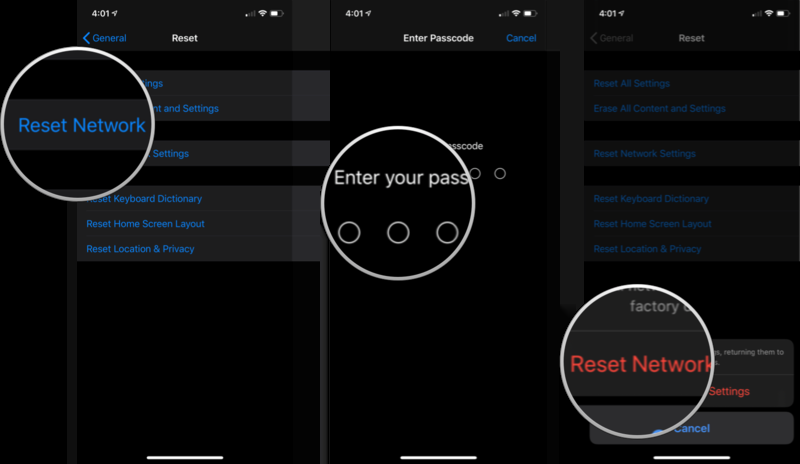 4:01
General
Reset
ttings
ent and Settings
Reset Network
Settings
Reset Keyboard Dictionary
Reset Home Screen Layout
Reset Location & Privacy
4:01
Enter Passcode
Cancel
sscode
Enter your pass
4:01
General
Reset
Reset All Settings
Erase All Content and Settings
Reset Network Settings
Reset Keyboard Dictionary
Reset Home Screen Layout
Reset Location & Privacy
factory
gs, returning them to
s.
Reset Network
Settings
Cancel